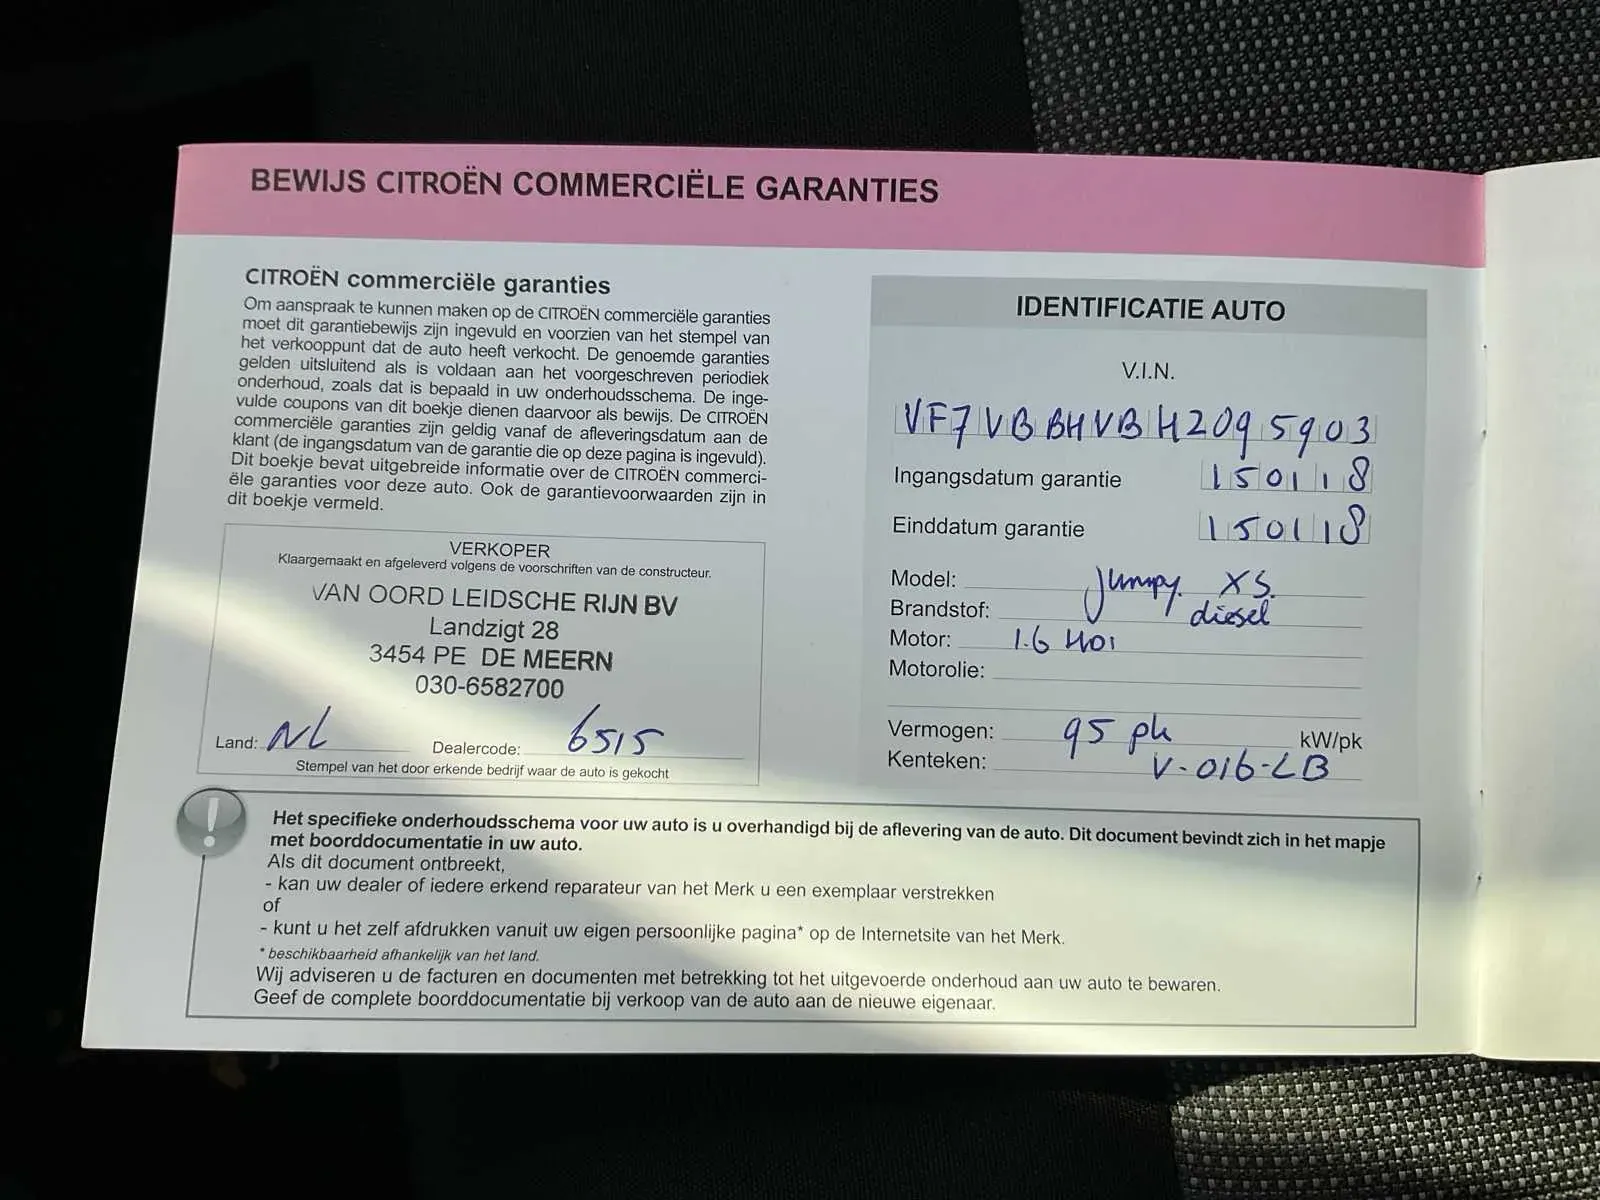 BEWIJS CITROËN COMMERCIËLE GARANTIES
CITROËN commerciële garanties
Om aanspraak te kunnen maken op de CITROËN commerciële garanties
moet dit garantiebewijs zijn ingevuld en voorzien van het stempel van
het verkooppunt dat de auto heeft verkocht. De genoemde garanties
gelden uitsluitend als is voldaan aan het voorgeschreven periodiek
onderhoud, zoals dat is bepaald in uw onderhoudsschema. De inge-
vulde coupons van dit boekje dienen daarvoor als bewijs. De CITROËN
commerciële garanties zijn geldig vanaf de afleveringsdatum aan de
klant (de ingangsdatum van de garantie die op deze pagina is ingevuld).
Dit boekje bevat uitgebreide informatie over de CITROËN commerci-
ële garanties voor deze auto. Ook de garantievoorwaarden zijn in
dit boekje vermeld.
VERKOPER
Klaargemaakt en afgeleverd volgens de voorschriften van de constructeur.
VAN OORD LEIDSCHE RIJN BV
Landzigt 28
3454 PE DE MEERN
030-6582700
Land: NL Dealercode: 6515
Stempel van het door erkende bedrijf waar de auto is gekocht
IDENTIFICATIE AUTO
V.I.N.
VF7VBBHVBH2095903
Ingangsdatum garantie 150118
Einddatum garantie 150118
Model: Jumpy XS.
Brandstof: diesel
Motor: 1.6 HDI
Motorolie:
Vermogen: 95 pk kW/pk
Kenteken: V-016-LB
Het specifieke onderhoudsschema voor uw auto is u overhandigd bij de aflevering van de auto. Dit document bevindt zich in het mapje
met boorddocumentatie in uw auto.
Als dit document ontbreekt,
- kan uw dealer of iedere erkend reparateur van het Merk u een exemplaar verstrekken
of
- kunt u het zelf afdrukken vanuit uw eigen persoonlijke pagina* op de Internetsite van het Merk.
* beschikbaarheid afhankelijk van het land.
Wij adviseren u de facturen en documenten met betrekking tot het uitgevoerde onderhoud aan uw auto te bewaren.
Geef de complete boorddocumentatie bij verkoop van de auto aan de nieuwe eigenaar.